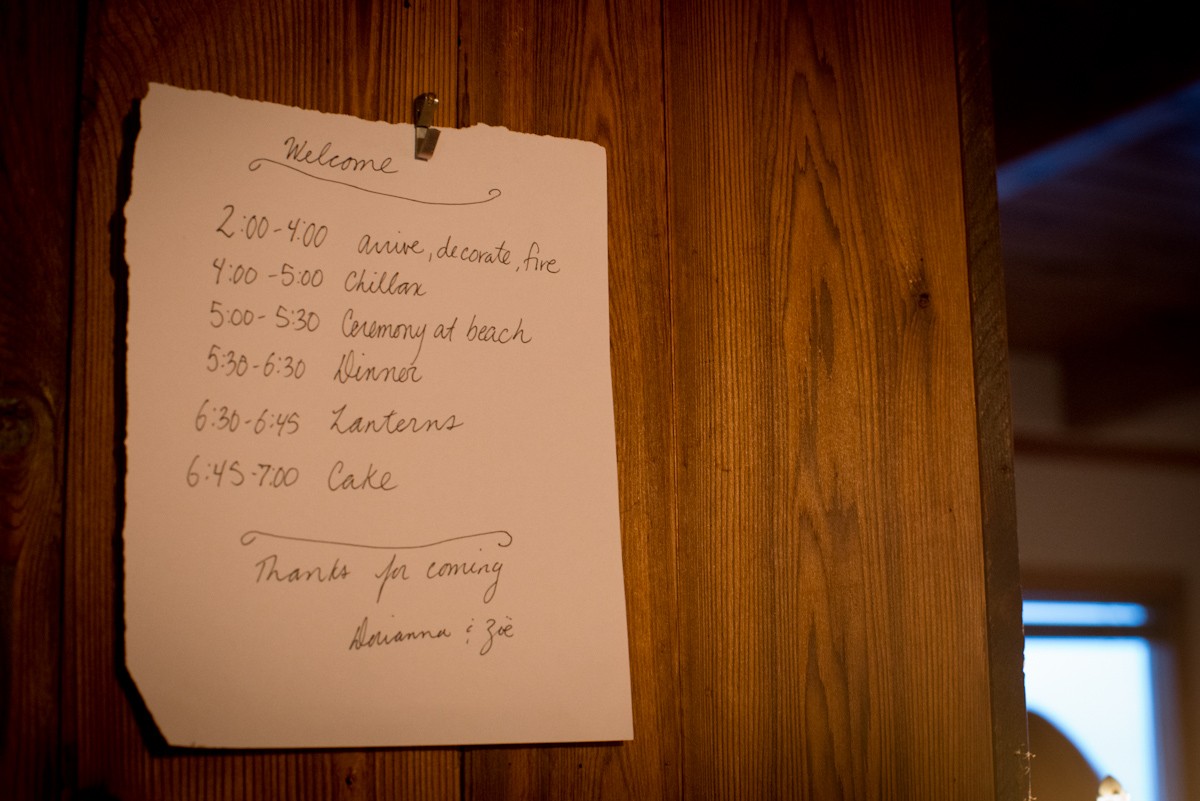 Welcome
2:00-4:00 arrive, decorate, fire
4:00-5:00 Chillax
5:00-5:30 Ceremony at beach
5:30-6:30 Dinner
6:30-6:45 Lanterns
6:45-7:00 Cake
Thanks for coming
Dorianna & Zoë